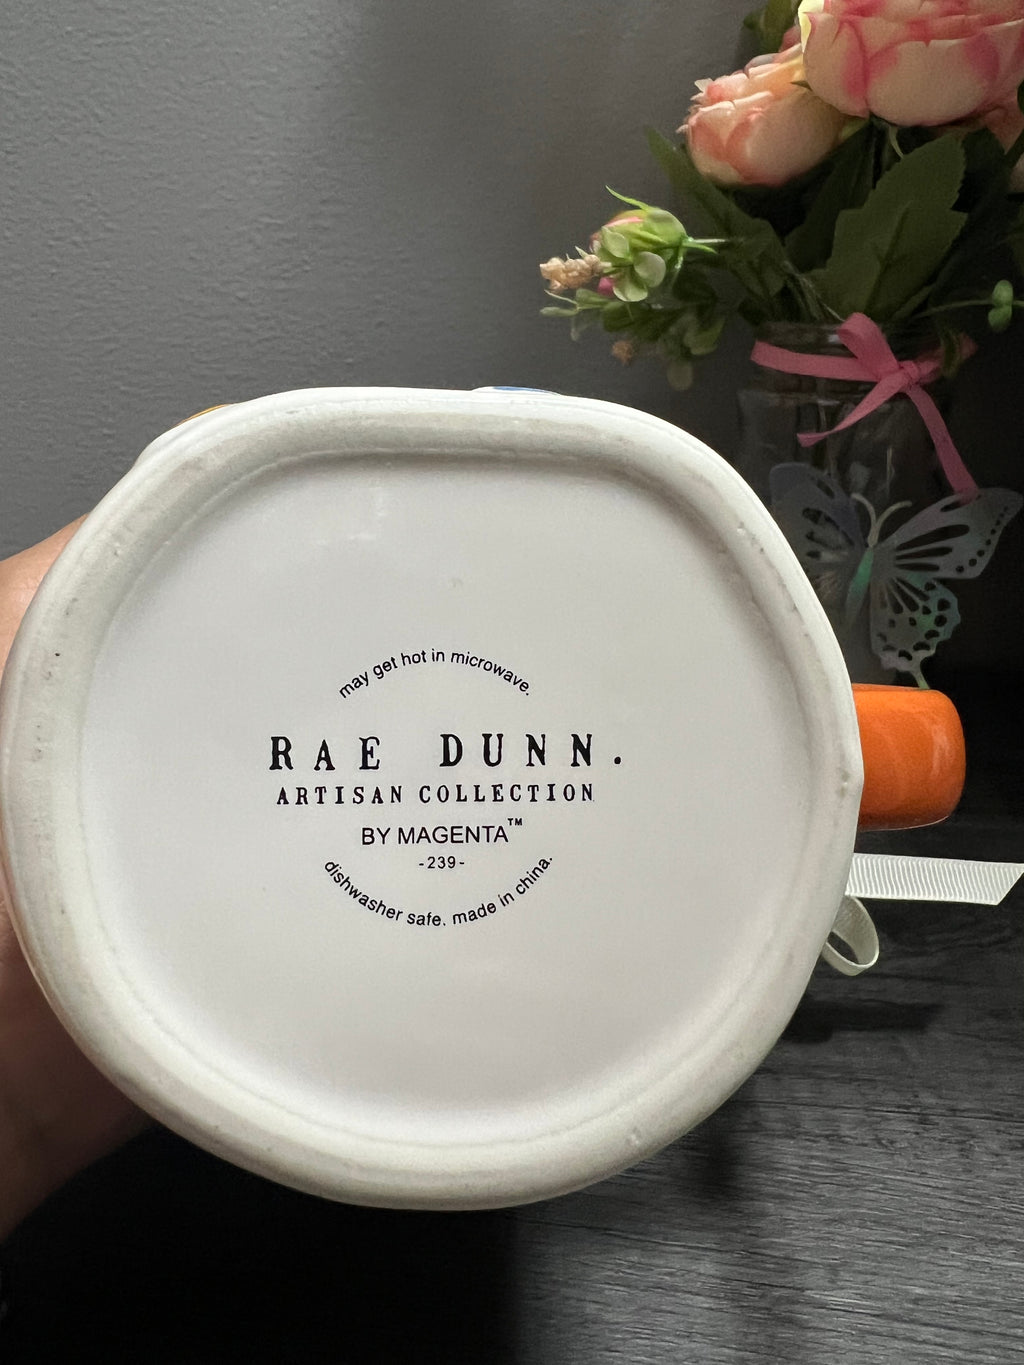 may get hot in microwave.
RAE DUNN.
ARTISAN COLLECTION
BY MAGENTA™
-239-
dishwasher safe. made in china.